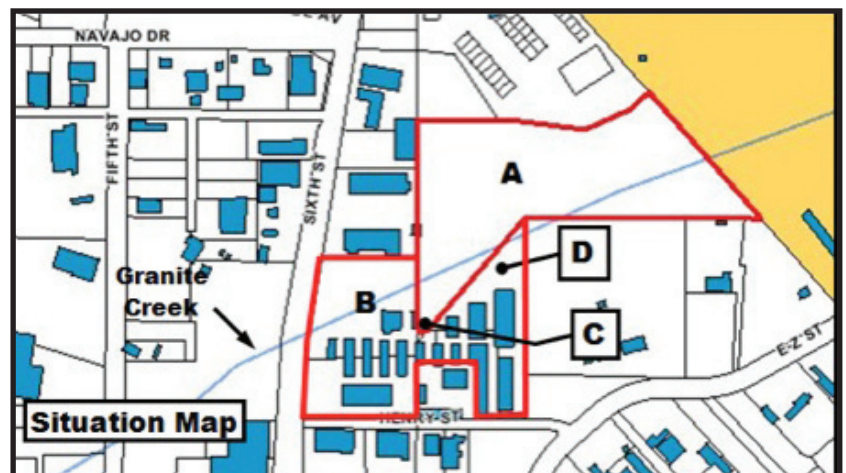 NAVAJO DR
FIFTH ST
SIXTH ST
A
D
B
Granite
Creek
C
E-Z ST
Situation Map
HENRY ST